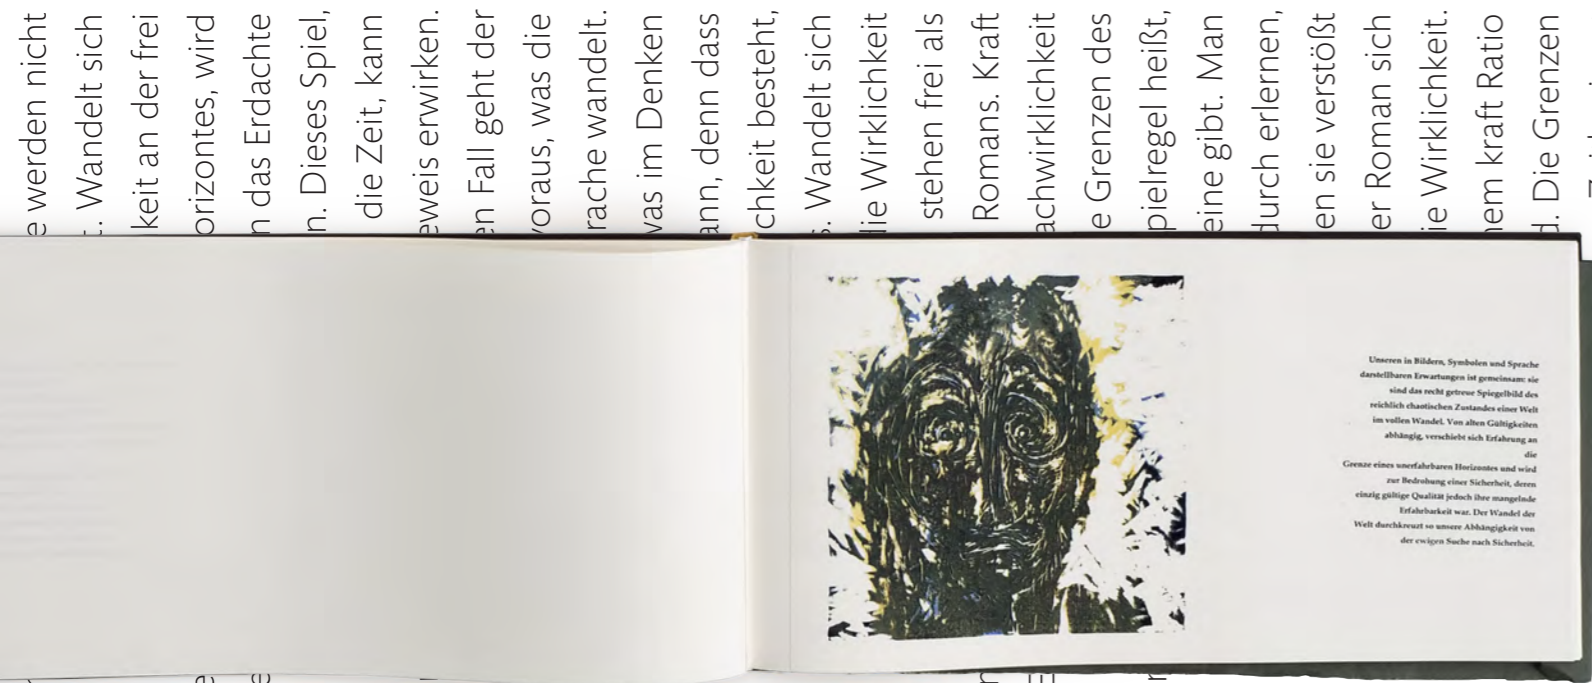 werden nicht
Wandelt sich
keit an der frei
orizontes, wird
n das Erdachte
n. Dieses Spiel,
die Zeit, kann
eweis erwirken.
en Fall geht der
voraus, was die
rache wandelt.
was im Denken
ann, denn dass
chkeit besteht,
s. Wandelt sich
die Wirklichkeit
stehen frei als
Romans. Kraft
achwirklichkeit
e Grenzen des
pielregel heißt,
eine gibt. Man
durch erlernen,
en sie verstößt
er Roman sich
ie Wirklichkeit.
nem kraft Ratio
d. Die Grenzen
Unseren in Bildern, Symbolen und Sprache
darstellbaren Erwartungen ist gemeinsam: sie
sind das recht getreue Spiegelbild des
reichlich chaotischen Zustandes einer Welt
im vollen Wandel. Von alten Gültigkeiten
abhängig, verschiebt sich Erfahrung an
die
Grenze eines unerfahrbaren Horizontes und wird
zur Bedrohung einer Sicherheit, deren
einzig gültige Qualität jedoch ihre mangelnde
Erfahrbarkeit war. Der Wandel der
Welt durchkreuzt so unsere Abhängigkeit von
der ewigen Suche nach Sicherheit.